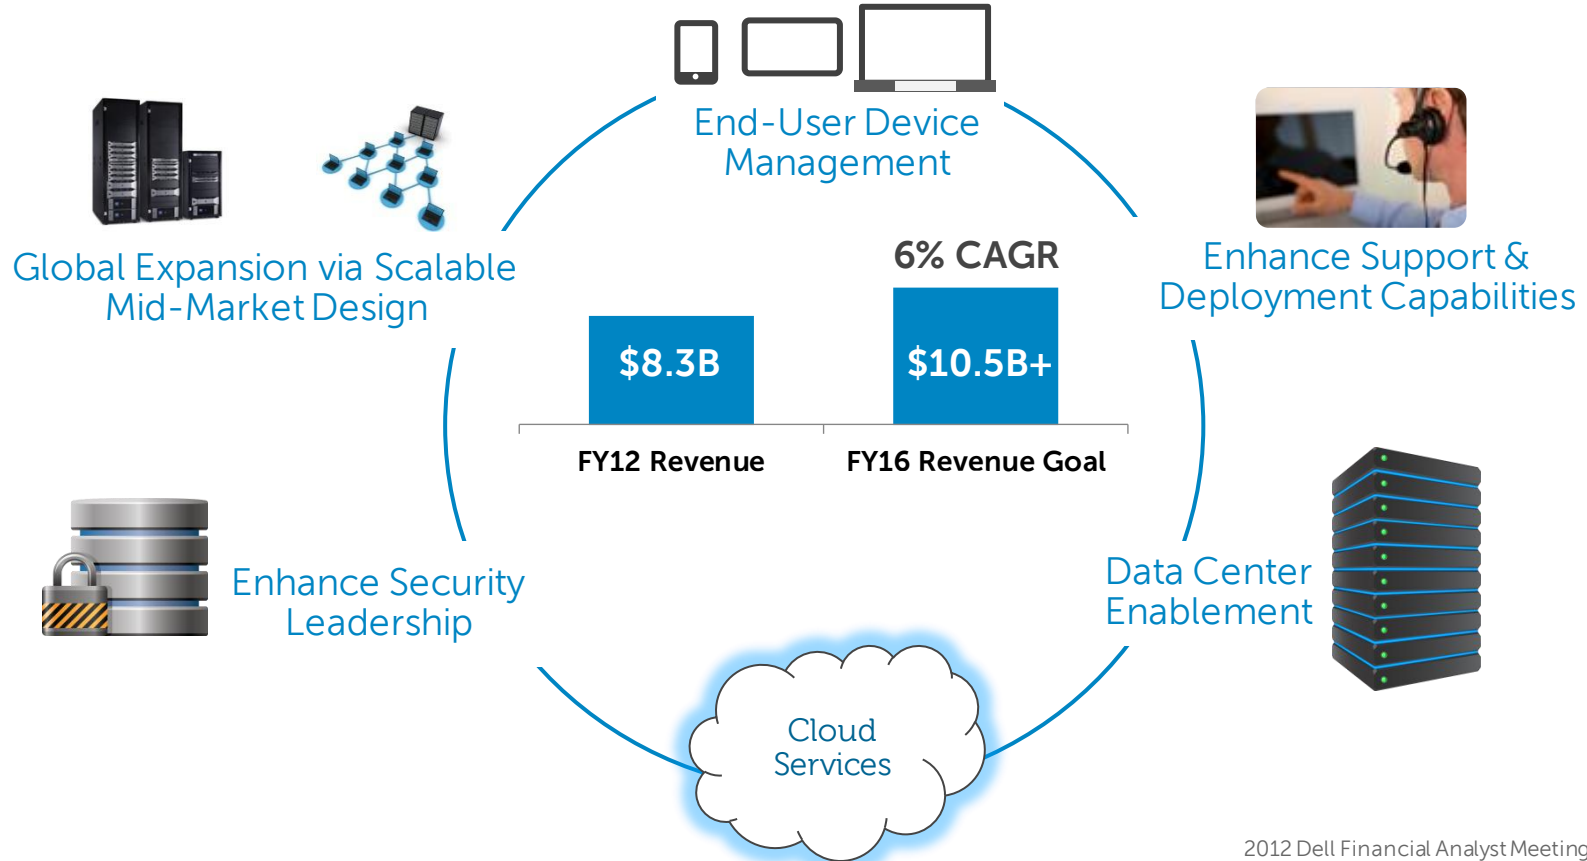 End-User Device
Management
Global Expansion via Scalable
Mid-Market Design
Enhance Support &
Deployment Capabilities
6% CAGR
$8.3B
$10.5B+
FY12 Revenue
FY16 Revenue Goal
Enhance Security
Leadership
Data Center
Enablement
Cloud
Services
2012 Dell Financial Analyst Meeting